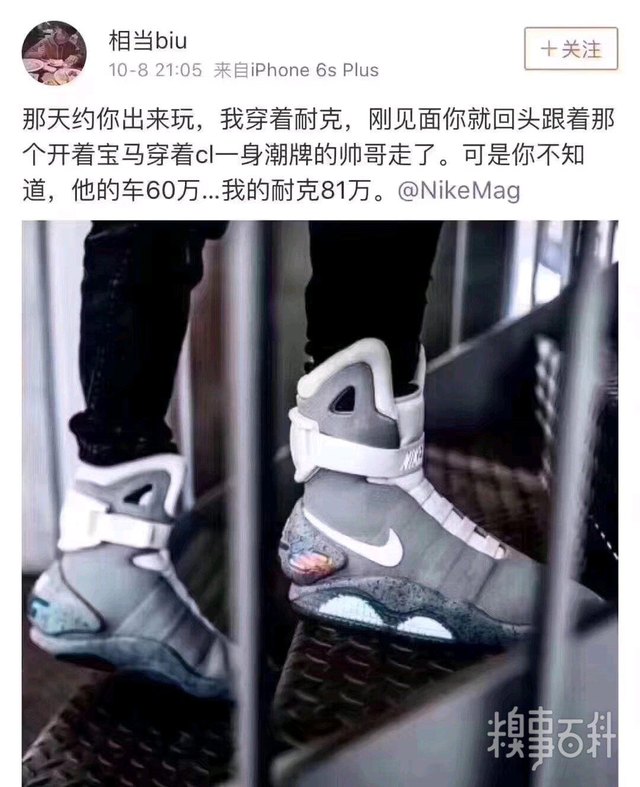 相当biu
10-8 21:05 来自iPhone 6s Plus
+关注
那天约你出来玩，我穿着耐克，刚见面你就回头跟着那
个开着宝马穿着cl一身潮牌的帅哥走了。可是你不知
道，他的车60万...我的耐克81万。@NikeMag
NIKE
糗事百科